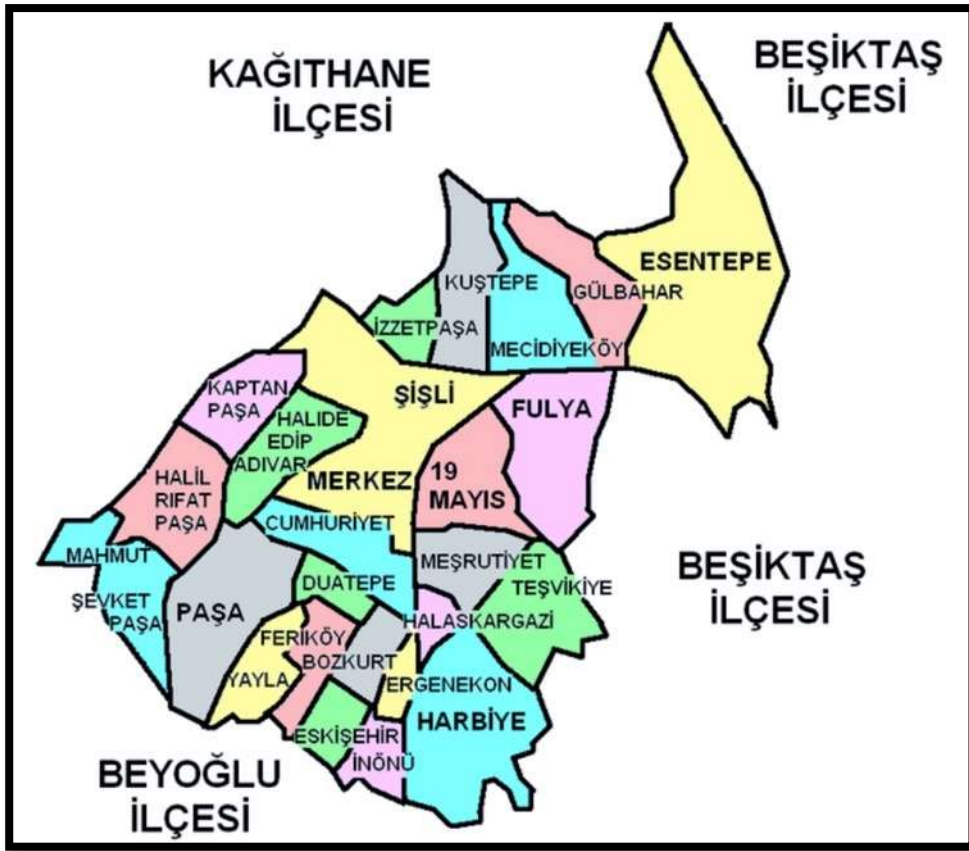 KAĞITHANE
İLÇESİ
BEŞİKTAŞ
İLÇESİ
ESENTEPE
KUŞTEPE
GÜLBAHAR
İZZETPAŞA
MECİDİYEKÖY
KAPTAN
PAŞA
ŞİŞLİ
FULYA
HALIDE
EDİP
ADIVAR
MERKEZ
19
MAYIS
HALİL
RIFAT
PAŞA
CUMHURİYET
MAHMUT
ŞEVKET
PAŞA
MEŞRUTİYET
DUATEPE
TEŞVİKİYE
BEŞİKTAŞ
İLÇESİ
PAŞA
HALASKARGAZİ
FERİKÖY
BOZKURT
YAYLA
ERGENEKON
HARBİYE
ESKİŞEHİR
İNÖNÜ
BEYOĞLU
İLÇESİ